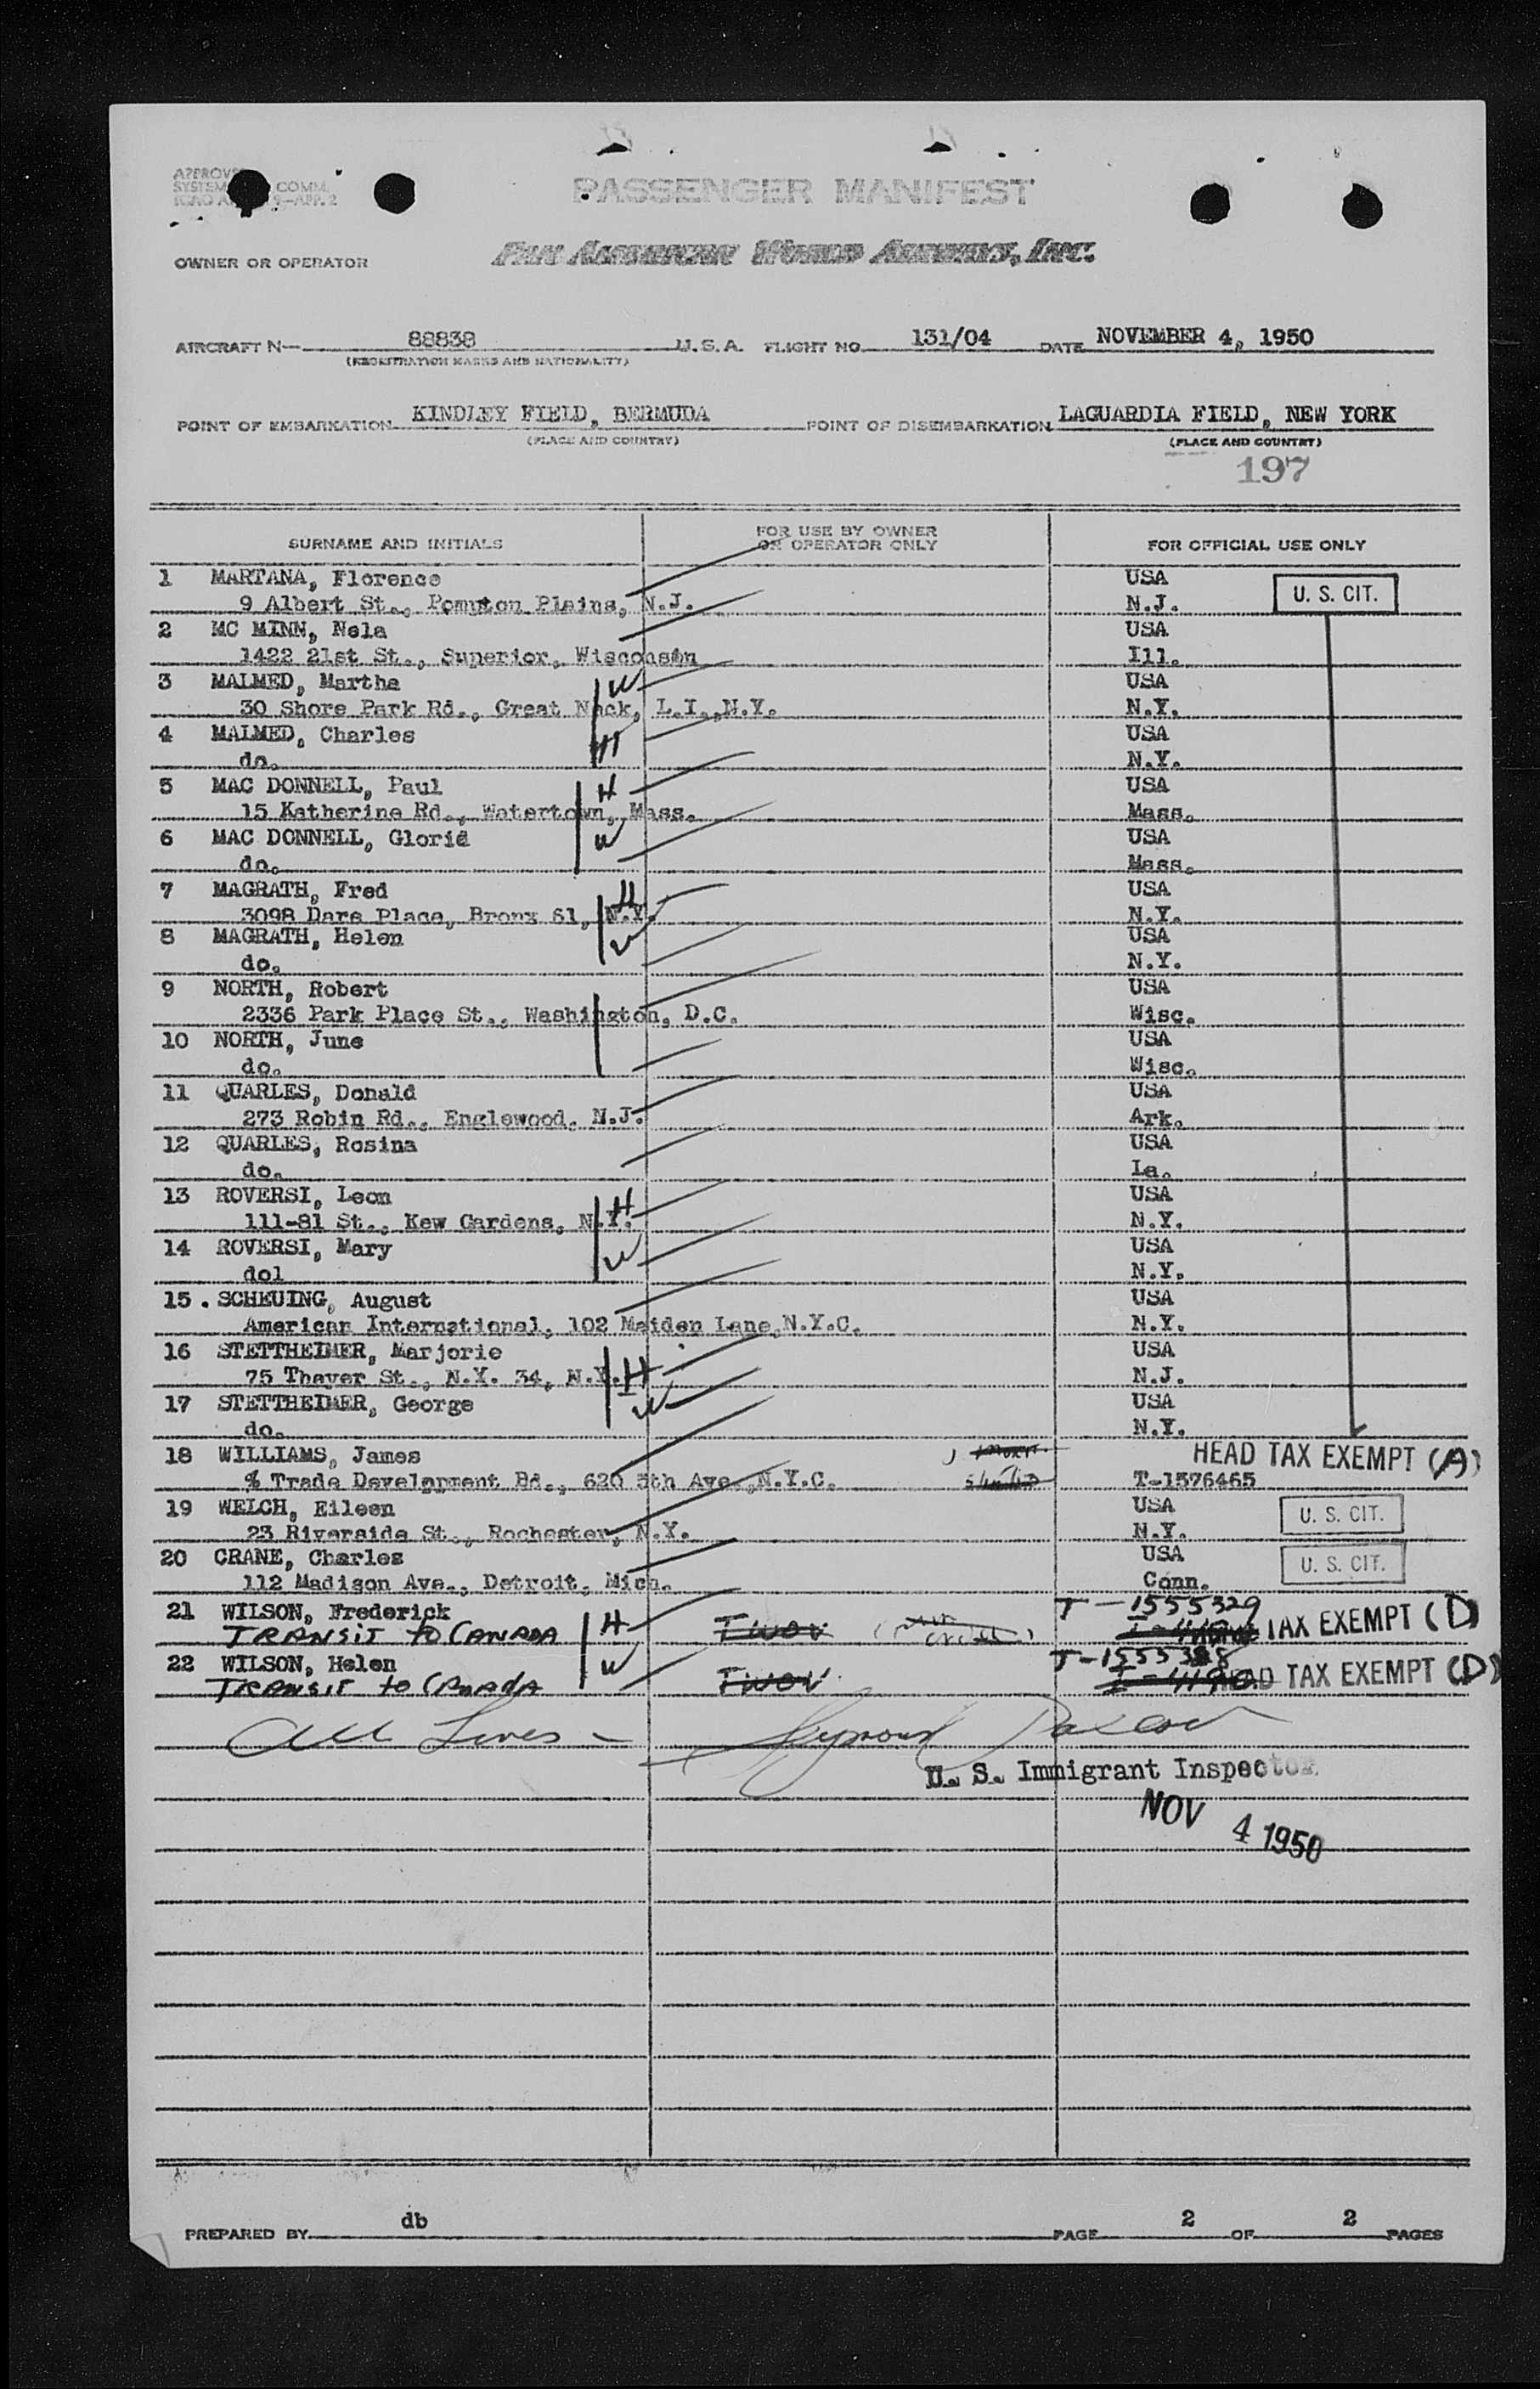 PASSENGER MANIFEST
OWNER OR OPERATOR PAN AMERICAN WORLD AIRWAYS, INC.
AIRCRAFT N— 88838 U.S.A. FLIGHT NO. 131/04 DATE NOVEMBER 4, 1950
(REGISTRATION MARKS AND NATIONALITY)
POINT OF EMBARKATION KINDLEY FIELD, BERMUDA POINT OF DISEMBARKATION LAGUARDIA FIELD, NEW YORK
(PLACE AND COUNTRY) (PLACE AND COUNTRY)
197
SURNAME AND INITIALS FOR USE BY OWNER OR OPERATOR ONLY FOR OFFICIAL USE ONLY
1 MARTANA, Florence USA U. S. CIT.
9 Albert St., Pompton Plains, N.J. N.J.
2 MC MINN, Nela USA
1422 21st St., Superior, Wisconsin Ill.
3 MALMED, Martha W USA
30 Shore Park Rd., Great Neck, L.I.,N.Y. N.Y.
4 MALMED, Charles H USA
do. N.Y.
5 MAC DONNELL, Paul H USA
15 Katherine Rd., Watertown, Mass. Mass.
6 MAC DONNELL, Gloria W USA
do. Mass.
7 MAGRATH, Fred H USA
3098 Dare Place, Bronx 61, N.Y. N.Y.
8 MAGRATH, Helen W USA
do. N.Y.
9 NORTH, Robert USA
2336 Park Place St., Washington, D.C. Wisc.
10 NORTH, June USA
do. Wisc.
11 QUARLES, Donald USA
273 Robin Rd., Englewood, N.J. Ark.
12 QUARLES, Rosina USA
do. La.
13 ROVERSI, Leon H USA
111-81 St., Kew Gardens, N.Y. N.Y.
14 ROVERSI, Mary W USA
dol N.Y.
15. SCHEUING, August USA
American International, 102 Maiden Lane,N.Y.C. N.Y.
16 STETTHEIMER, Marjorie USA
75 Thayer St., N.Y. 34, N.Y. H N.J.
17 STETTHEIMER, George W USA
do. N.Y.
18 WILLIAMS, James HEAD TAX EXEMPT (A)
% Trade Development Bd., 620 5th Ave.,N.Y.C. T-1576465
19 WELCH, Eileen USA U. S. CIT.
23 Riverside St., Rochester, N.Y. N.Y.
20 CRANE, Charles USA U. S. CIT.
112 Madison Ave., Detroit, Mich. Conn.
21 WILSON, Frederick H T-1555329
TRANSIT to CANADA TWOV TAX EXEMPT (D)
22 WILSON, Helen W
TRANSIT to CANADA TWOV HEAD TAX EXEMPT (D)
All Lines — Seymour
U. S. Immigrant Inspector
NOV 4 1950
PREPARED BY db PAGE 2 OF 2 PAGES